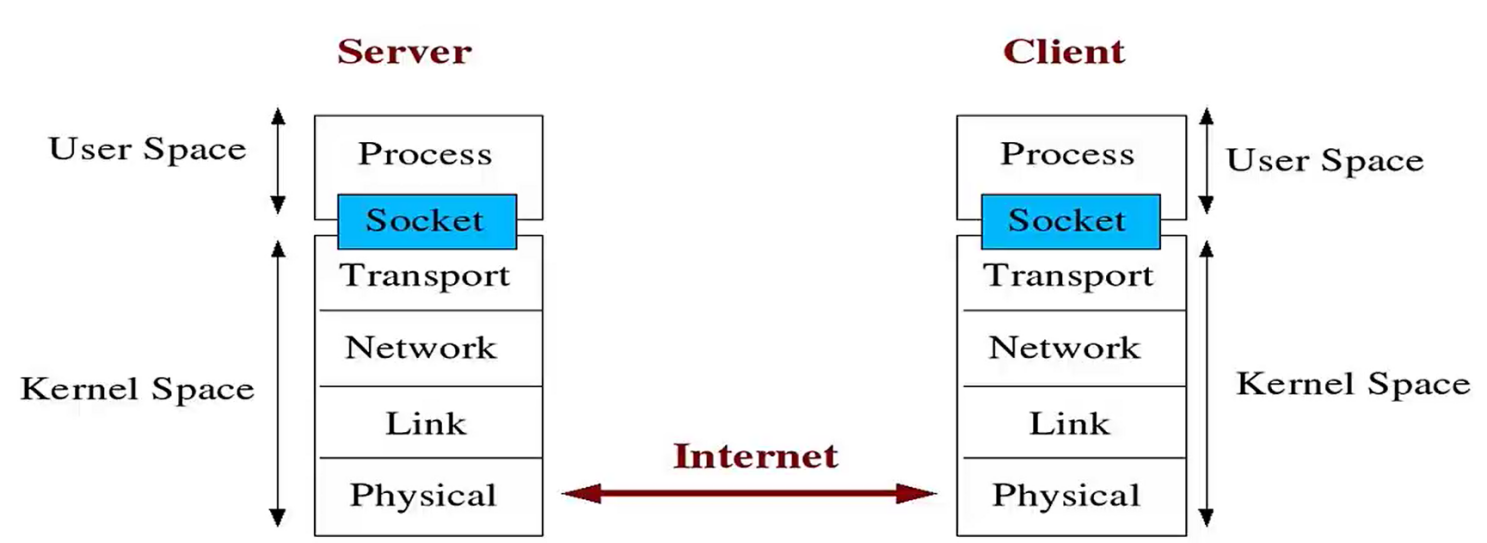 Server
Client
User Space
Process
Process
User Space
Socket
Socket
Transport
Transport
Network
Network
Kernel Space
Kernel Space
Link
Link
Internet
Physical
Physical